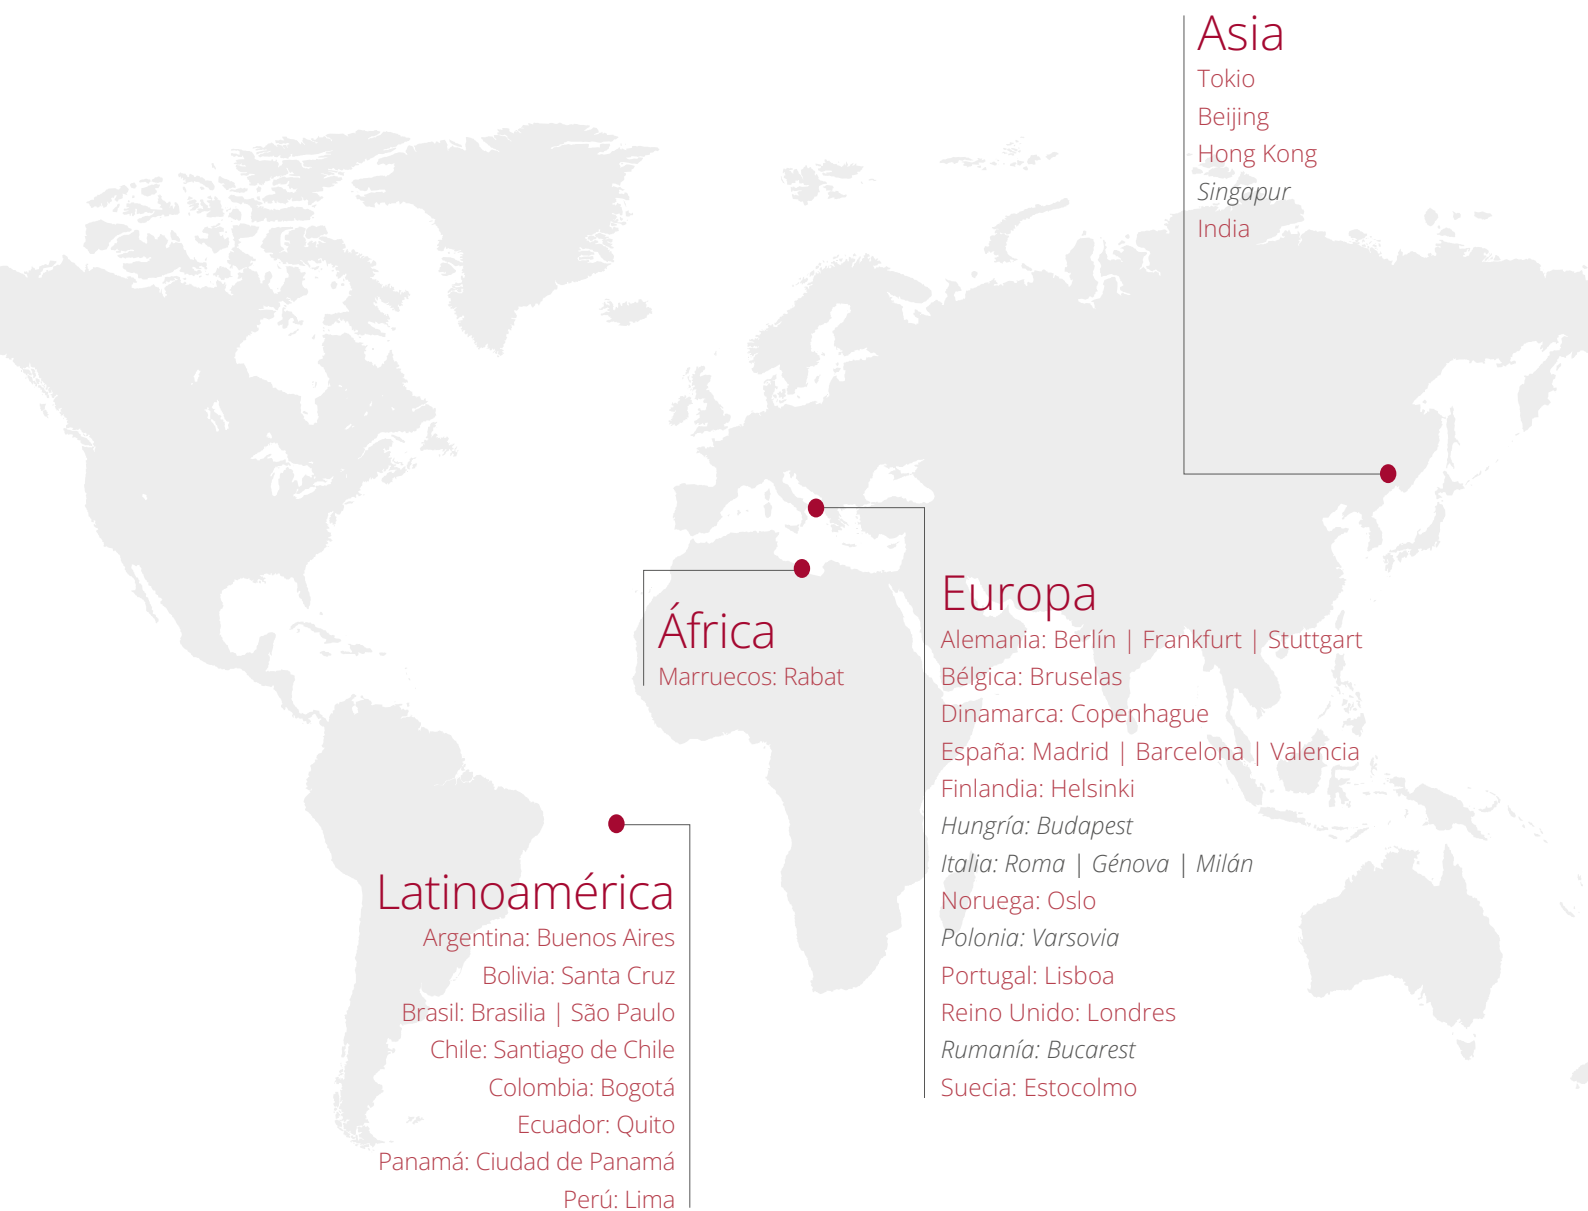 Asia
Tokio
Beijing
Hong Kong
Singapur
India
Europa
Alemania: Berlín | Frankfurt | Stuttgart
Bélgica: Bruselas
Dinamarca: Copenhague
España: Madrid | Barcelona | Valencia
Finlandia: Helsinki
Hungría: Budapest
Italia: Roma | Génova | Milán
Noruega: Oslo
Polonia: Varsovia
Portugal: Lisboa
Reino Unido: Londres
Rumanía: Bucarest
Suecia: Estocolmo
África
Marruecos: Rabat
Latinoamérica
Argentina: Buenos Aires
Bolivia: Santa Cruz
Brasil: Brasilia | São Paulo
Chile: Santiago de Chile
Colombia: Bogotá
Ecuador: Quito
Panamá: Ciudad de Panamá
Perú: Lima